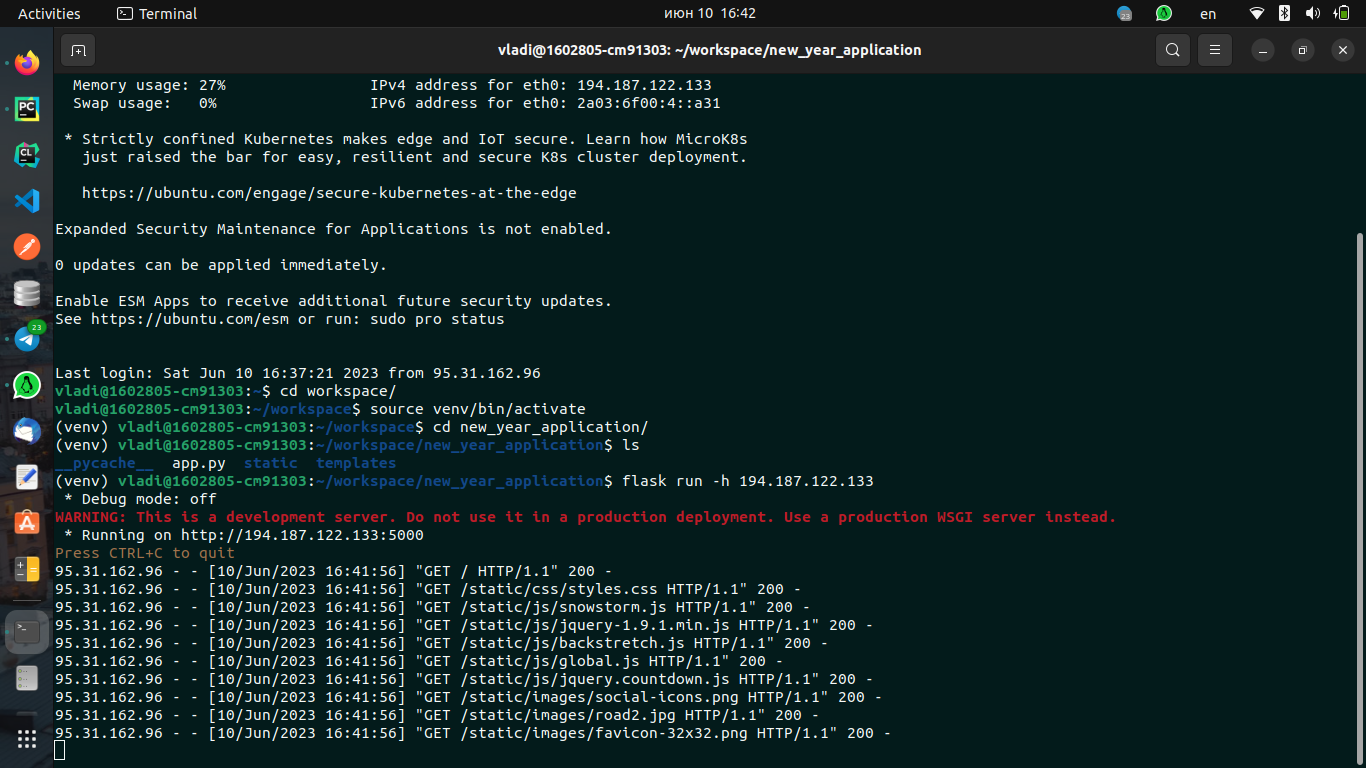 Activities
Terminal
июн 10 16:42
23
en
vladi@1602805-cm91303: ~/workspace/new_year_application
PC
CL
23
Memory usage: 27% IPv4 address for eth0: 194.187.122.133
Swap usage: 0% IPv6 address for eth0: 2a03:6f00:4::a31
* Strictly confined Kubernetes makes edge and IoT secure. Learn how MicroK8s
just raised the bar for easy, resilient and secure K8s cluster deployment.
https://ubuntu.com/engage/secure-kubernetes-at-the-edge
Expanded Security Maintenance for Applications is not enabled.
0 updates can be applied immediately.
Enable ESM Apps to receive additional future security updates.
See https://ubuntu.com/esm or run: sudo pro status
Last login: Sat Jun 10 16:37:21 2023 from 95.31.162.96
vladi@1602805-cm91303:~$ cd workspace/
vladi@1602805-cm91303:~/workspace$ source venv/bin/activate
(venv) vladi@1602805-cm91303:~/workspace$ cd new_year_application/
(venv) vladi@1602805-cm91303:~/workspace/new_year_application$ ls
__pycache__ app.py static templates
(venv) vladi@1602805-cm91303:~/workspace/new_year_application$ flask run -h 194.187.122.133
* Debug mode: off
WARNING: This is a development server. Do not use it in a production deployment. Use a production WSGI server instead.
* Running on http://194.187.122.133:5000
Press CTRL+C to quit
95.31.162.96 - - [10/Jun/2023 16:41:56] "GET / HTTP/1.1" 200 -
95.31.162.96 - - [10/Jun/2023 16:41:56] "GET /static/css/styles.css HTTP/1.1" 200 -
95.31.162.96 - - [10/Jun/2023 16:41:56] "GET /static/js/snowstorm.js HTTP/1.1" 200 -
95.31.162.96 - - [10/Jun/2023 16:41:56] "GET /static/js/jquery-1.9.1.min.js HTTP/1.1" 200 -
95.31.162.96 - - [10/Jun/2023 16:41:56] "GET /static/js/backstretch.js HTTP/1.1" 200 -
95.31.162.96 - - [10/Jun/2023 16:41:56] "GET /static/js/global.js HTTP/1.1" 200 -
95.31.162.96 - - [10/Jun/2023 16:41:56] "GET /static/js/jquery.countdown.js HTTP/1.1" 200 -
95.31.162.96 - - [10/Jun/2023 16:41:56] "GET /static/images/social-icons.png HTTP/1.1" 200 -
95.31.162.96 - - [10/Jun/2023 16:41:56] "GET /static/images/road2.jpg HTTP/1.1" 200 -
95.31.162.96 - - [10/Jun/2023 16:41:56] "GET /static/images/favicon-32x32.png HTTP/1.1" 200 -